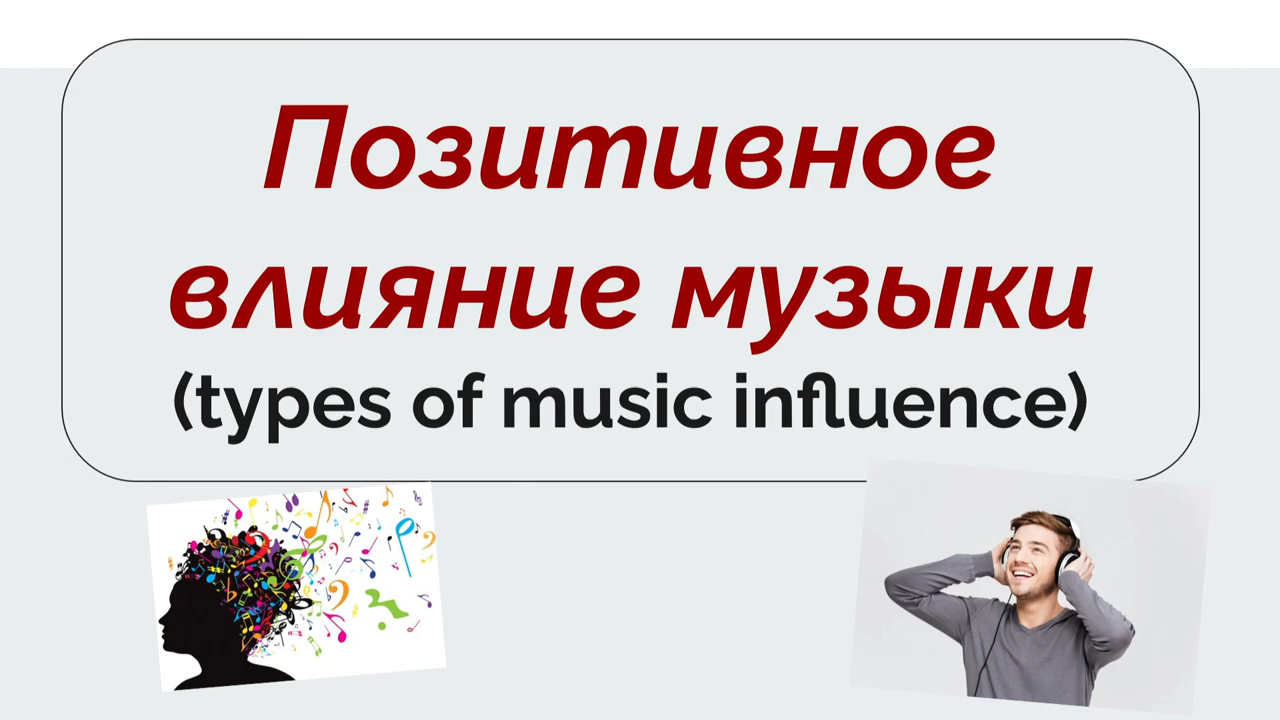 Позитивное
влияние музыки
(types of music influence)